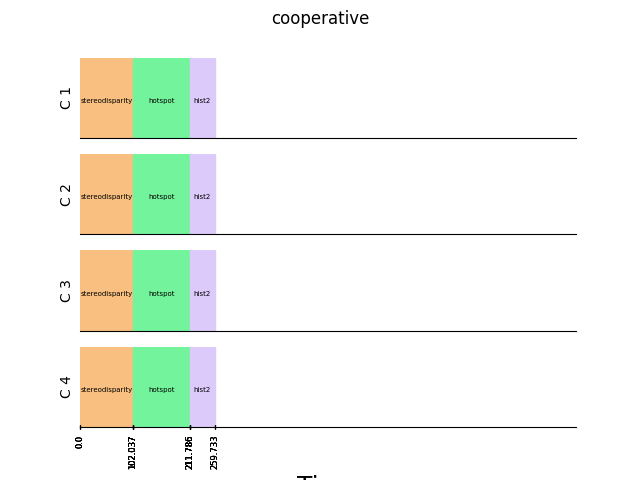 cooperative
C 1
stereodisparity
hotspot
hist2
C 2
stereodisparity
hotspot
hist2
C 3
stereodisparity
hotspot
hist2
C 4
stereodisparity
hotspot
hist2
0.0
102.037
211.786
259.733